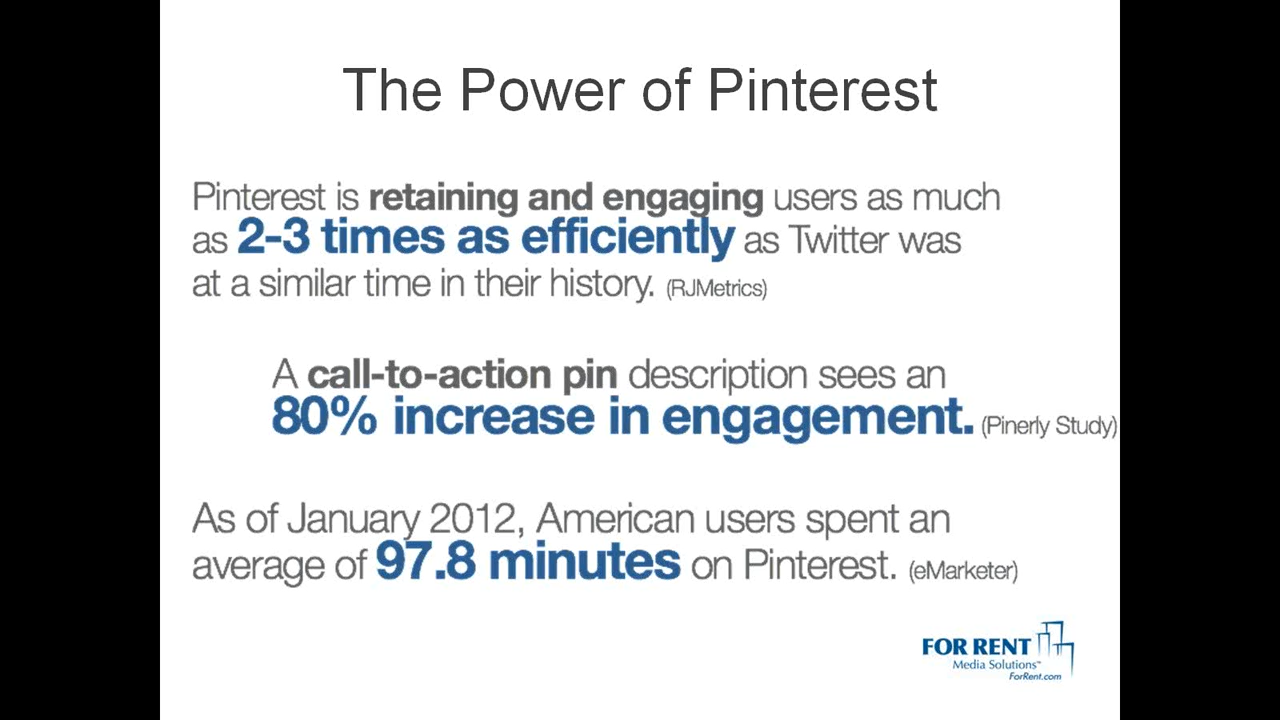 The Power of Pinterest
Pinterest is retaining and engaging users as much
as 2-3 times as efficiently as Twitter was
at a similar time in their history. (RJMetrics)
A call-to-action pin description sees an
80% increase in engagement. (Pinerly Study)
As of January 2012, American users spent an
average of 97.8 minutes on Pinterest. (eMarketer)
FOR RENT
Media Solutions™
ForRent.com